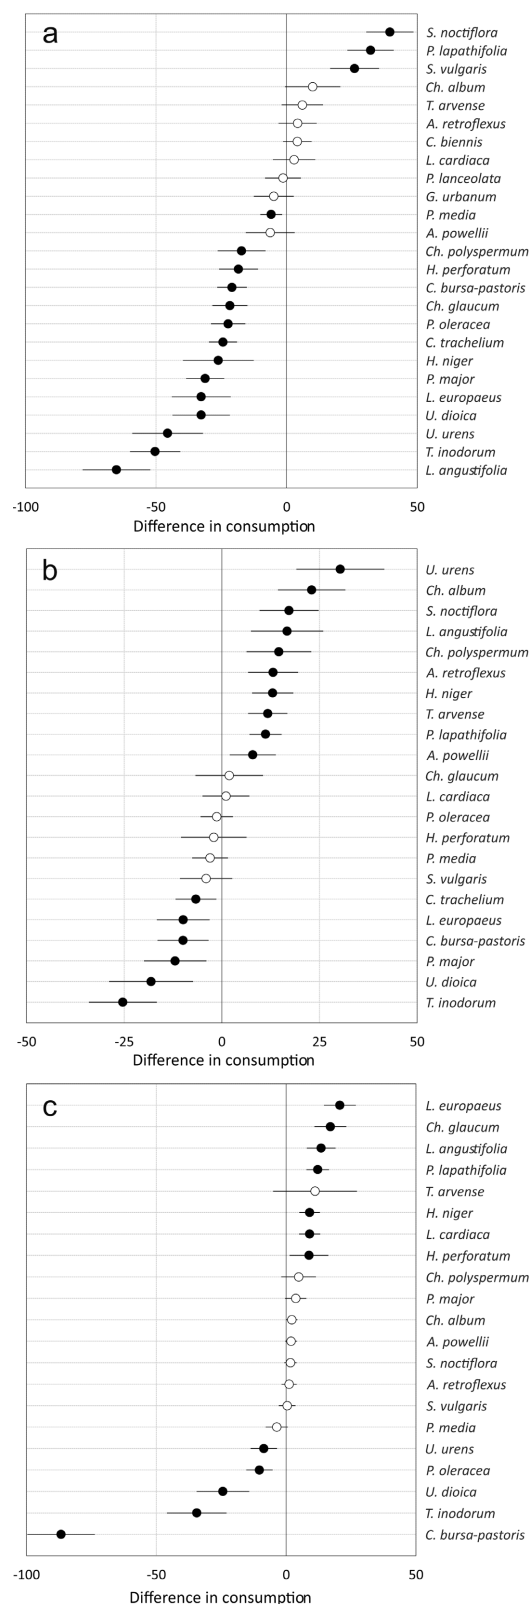 a
S. noctiflora
P. lapathifolia
S. vulgaris
Ch. album
T. arvense
A. retroflexus
C. biennis
L. cardiaca
P. lanceolata
G. urbanum
P. media
A. powellii
Ch. polyspermum
H. perforatum
C. bursa-pastoris
Ch. glaucum
P. oleracea
C. trachelium
H. niger
P. major
L. europaeus
U. dioica
U. urens
T. inodorum
L. angustifolia
-100 -50 0 50
Difference in consumption
b
U. urens
Ch. album
S. noctiflora
L. angustifolia
Ch. polyspermum
A. retroflexus
H. niger
T. arvense
P. lapathifolia
A. powellii
Ch. glaucum
L. cardiaca
P. oleracea
H. perforatum
P. media
S. vulgaris
C. trachelium
L. europaeus
C. bursa-pastoris
P. major
U. dioica
T. inodorum
-50 -25 0 25 50
Difference in consumption
c
L. europaeus
Ch. glaucum
L. angustifolia
P. lapathifolia
T. arvense
H. niger
L. cardiaca
H. perforatum
Ch. polyspermum
P. major
Ch. album
A. powellii
S. noctiflora
A. retroflexus
S. vulgaris
P. media
U. urens
P. oleracea
U. dioica
T. inodorum
C. bursa-pastoris
-100 -50 0 50
Difference in consumption